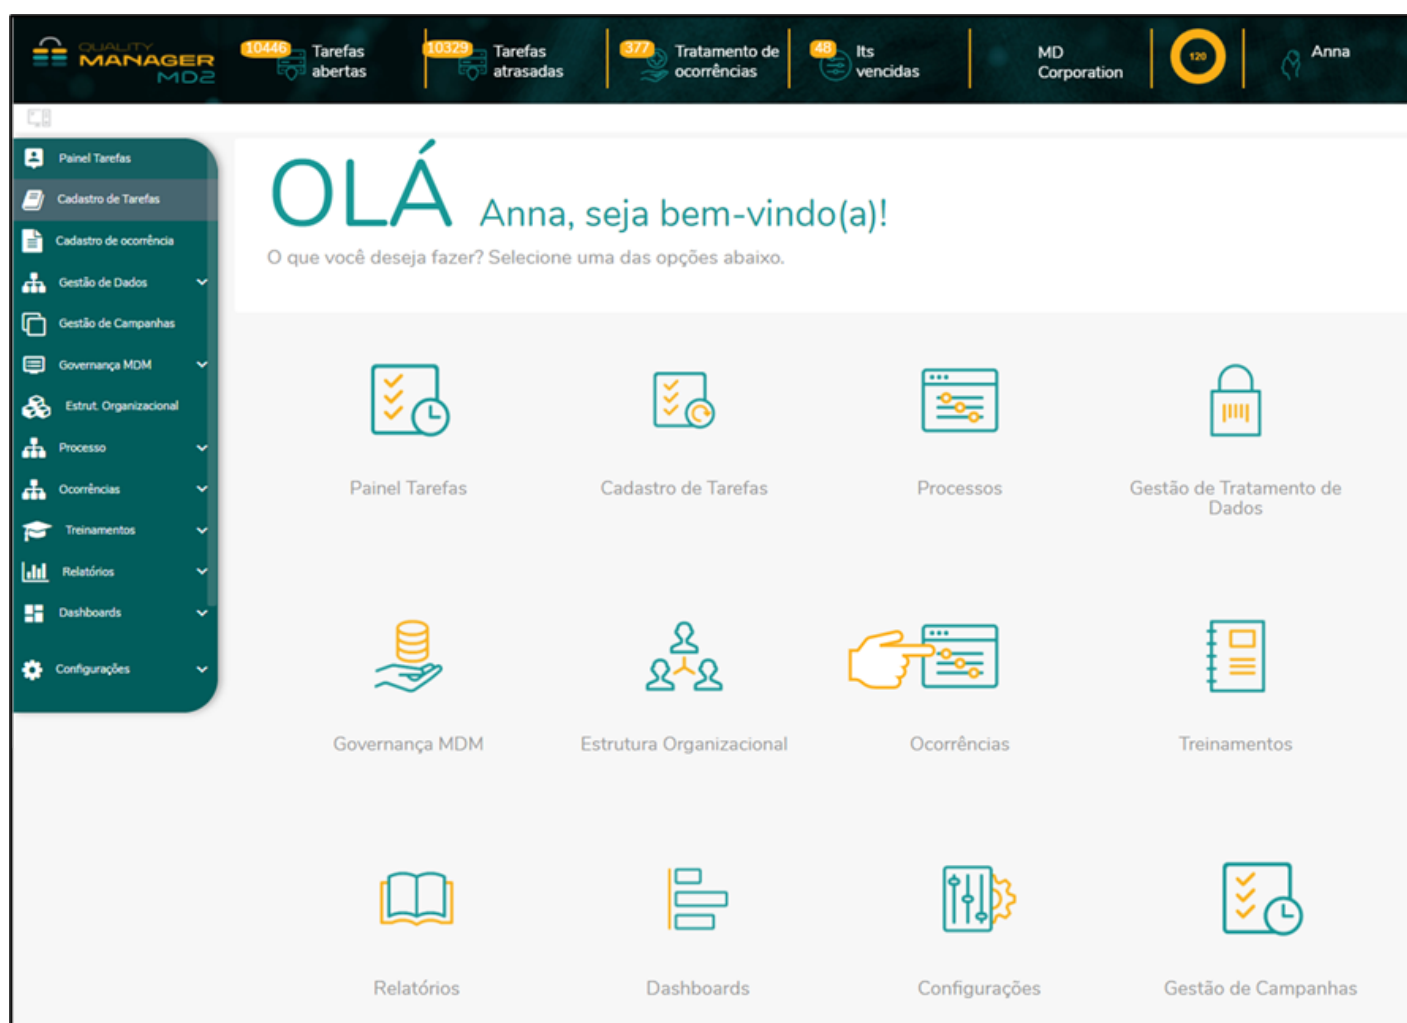 QUALITY
MANAGER
MD2
10446
Tarefas
abertas
10329
Tarefas
atrasadas
377
Tratamento de
ocorrências
48
Its
vencidas
MD
Corporation
120
Anna
Painel Tarefas
Cadastro de Tarefas
Cadastro de ocorrência
Gestão de Dados
Gestão de Campanhas
Governança MDM
Estrut. Organizacional
Processo
Ocorrências
Treinamentos
Relatórios
Dashboards
Configurações
OLÁ Anna, seja bem-vindo(a)!
O que você deseja fazer? Selecione uma das opções abaixo.
Painel Tarefas
Cadastro de Tarefas
Processos
Gestão de Tratamento de
Dados
Governança MDM
Estrutura Organizacional
Ocorrências
Treinamentos
Relatórios
Dashboards
Configurações
Gestão de Campanhas